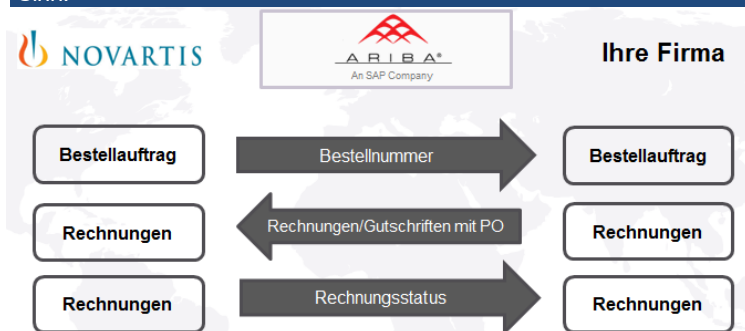 NOVARTIS
ARIBA®
An SAP Company
Ihre Firma
Bestellauftrag
Bestellnummer
Bestellauftrag
Rechnungen
Rechnungen/Gutschriften mit PO
Rechnungen
Rechnungen
Rechnungsstatus
Rechnungen